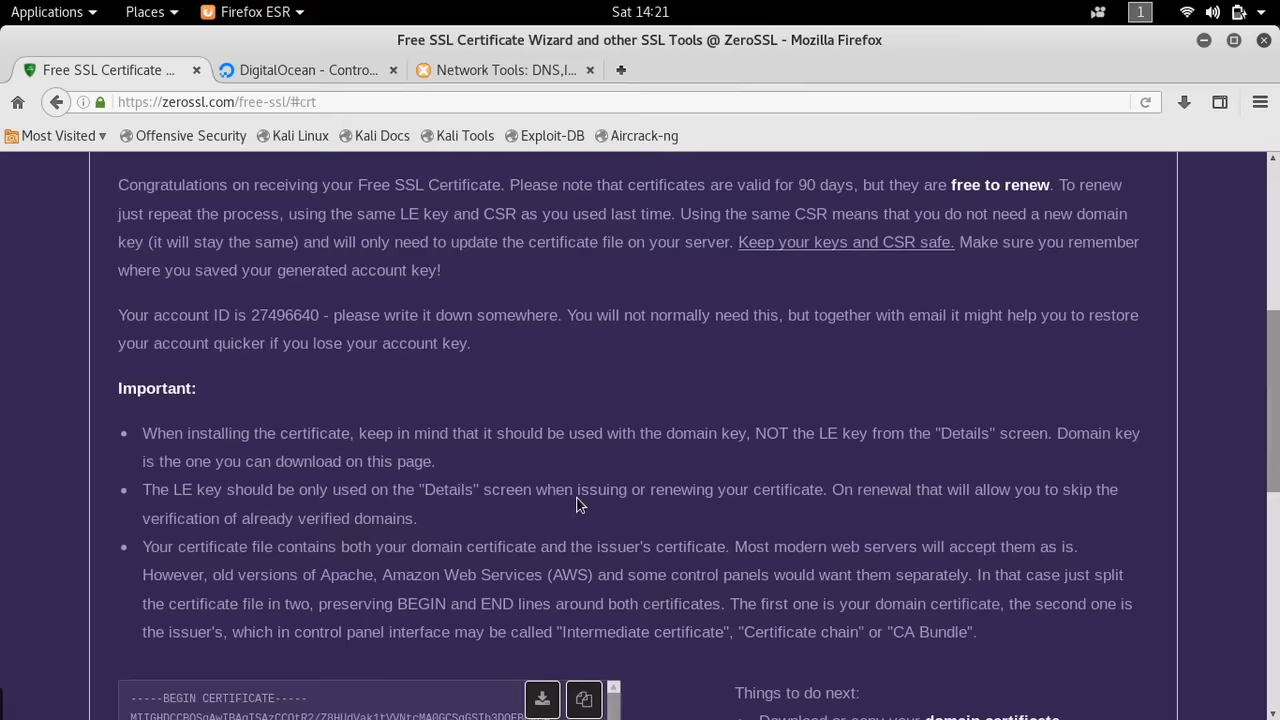 Applications Places Firefox ESR Sat 14:21 1
Free SSL Certificate Wizard and other SSL Tools @ ZeroSSL - Mozilla Firefox
Free SSL Certificate ... DigitalOcean - Contro... Network Tools: DNS,I...
https://zerossl.com/free-ssl/#crt
Most Visited Offensive Security Kali Linux Kali Docs Kali Tools Exploit-DB Aircrack-ng
Congratulations on receiving your Free SSL Certificate. Please note that certificates are valid for 90 days, but they are free to renew. To renew
just repeat the process, using the same LE key and CSR as you used last time. Using the same CSR means that you do not need a new domain
key (it will stay the same) and will only need to update the certificate file on your server. Keep your keys and CSR safe. Make sure you remember
where you saved your generated account key!
Your account ID is 27496640 - please write it down somewhere. You will not normally need this, but together with email it might help you to restore
your account quicker if you lose your account key.
Important:
When installing the certificate, keep in mind that it should be used with the domain key, NOT the LE key from the "Details" screen. Domain key
is the one you can download on this page.
The LE key should be only used on the "Details" screen when issuing or renewing your certificate. On renewal that will allow you to skip the
verification of already verified domains.
Your certificate file contains both your domain certificate and the issuer's certificate. Most modern web servers will accept them as is.
However, old versions of Apache, Amazon Web Services (AWS) and some control panels would want them separately. In that case just split
the certificate file in two, preserving BEGIN and END lines around both certificates. The first one is your domain certificate, the second one is
the issuer's, which in control panel interface may be called "Intermediate certificate", "Certificate chain" or "CA Bundle".
-----BEGIN CERTIFICATE-----
Things to do next:
Download or copy your domain certificate